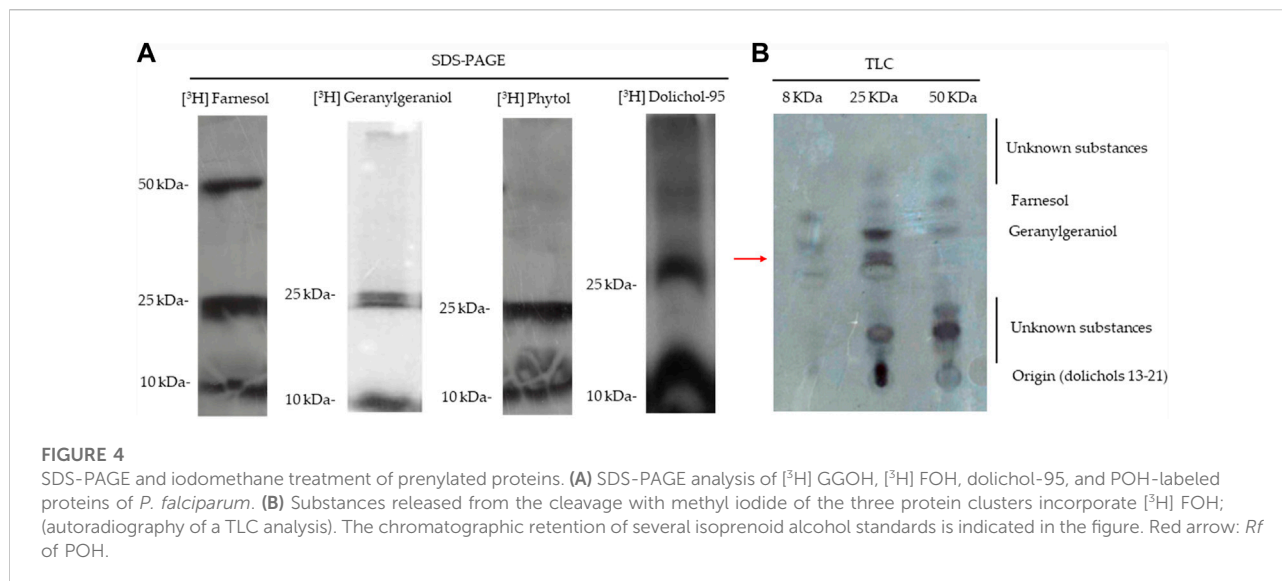 A
B
SDS-PAGE
TLC
[³H] Farnesol
[³H] Geranylgeraniol
[³H] Phytol
[³H] Dolichol-95
8 KDa
25 KDa
50 KDa
50 kDa-
25 kDa-
10 kDa-
25 kDa-
10 kDa-
25 kDa-
10 kDa-
25 kDa-
10 kDa-
Unknown substances
Farnesol
Geranylgeraniol
Unknown substances
Origin (dolichols 13-21)
FIGURE 4
SDS-PAGE and iodomethane treatment of prenylated proteins. (A) SDS-PAGE analysis of [³H] GGOH, [³H] FOH, dolichol-95, and POH-labeled
proteins of P. falciparum. (B) Substances released from the cleavage with methyl iodide of the three protein clusters incorporate [³H] FOH;
(autoradiography of a TLC analysis). The chromatographic retention of several isoprenoid alcohol standards is indicated in the figure. Red arrow: Rf
of POH.